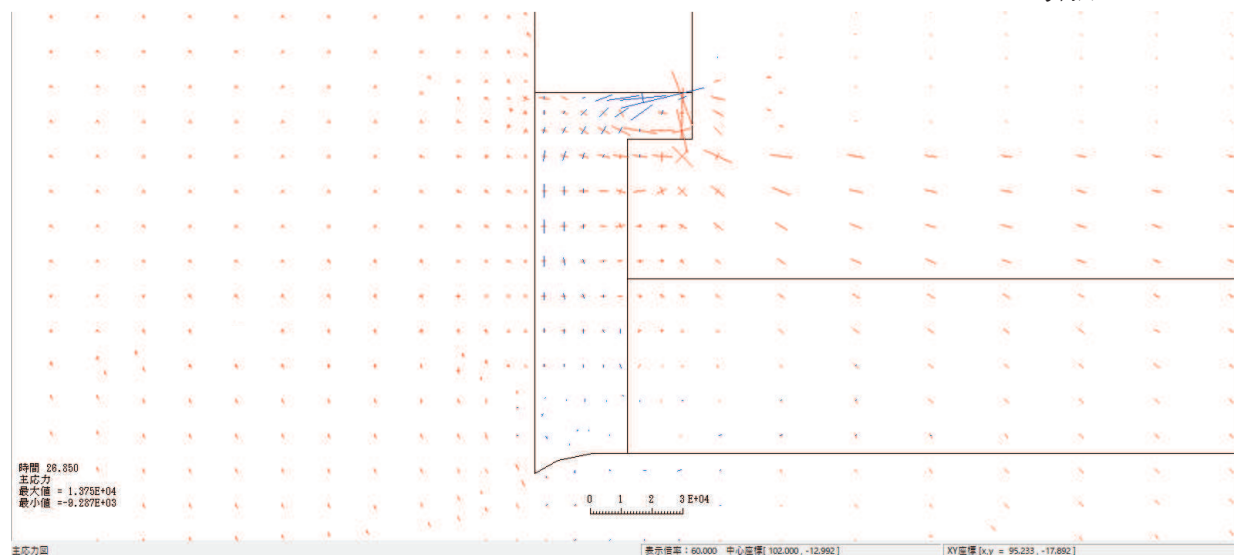 時間 26.850
主応力
最大値 = 1.375E+04
最小値 =-9.287E+03
0 1 2 3 E+04
主応力図
表示倍率：60.000 中心座標[ 102.000, -12.992 ]
XY座標 [x,y = 95.233, -17.892 ]